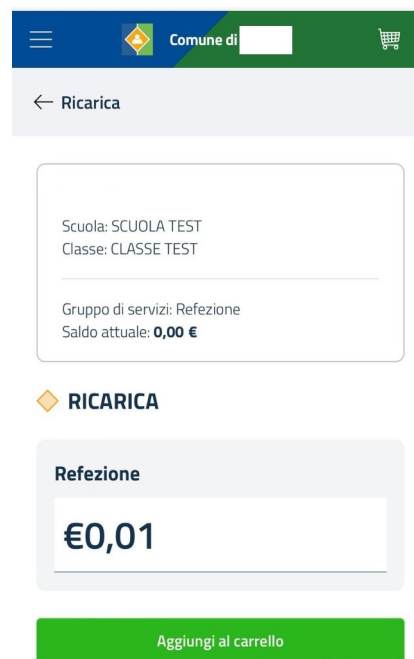 Comune di
Ricarica
Scuola: SCUOLA TEST
Classe: CLASSE TEST
Gruppo di servizi: Refezione
Saldo attuale: 0,00 €
RICARICA
Refezione
€0,01
Aggiungi al carrello